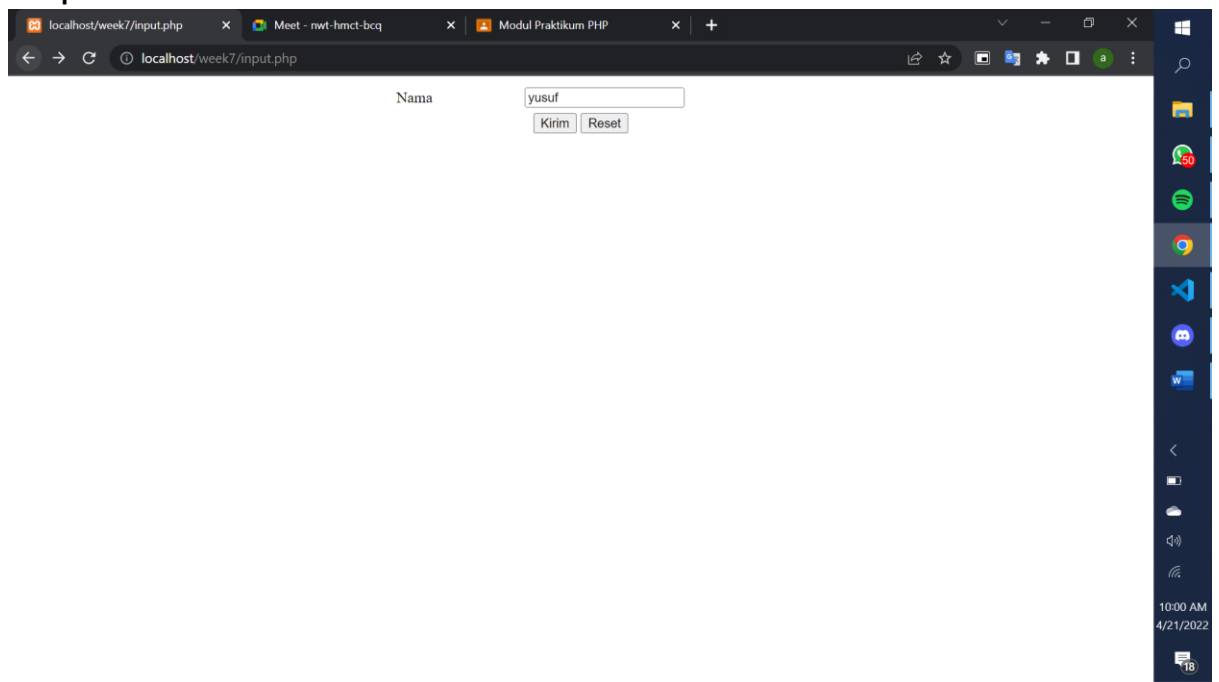 localhost/week7/input.php Meet - nwt-hmct-bcq Modul Praktikum PHP
localhost/week7/input.php a
Nama yusuf
Kirim Reset
50
W
10:00 AM
4/21/2022
18